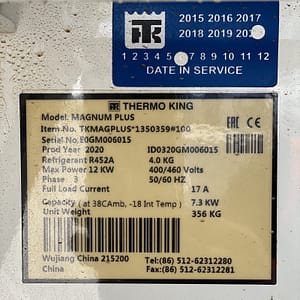 2015 2016 2017
2018 2019
1 2 3 4 5 6 7 8 9 10 11 12
DATE IN SERVICE
THERMO KING
Model. MAGNUM PLUS
Item No. TKMAGPLUS*1350359#100
Serial No. E0GM006015
Prod Year 2020 ID0320GM006015
Refrigerant R452A 4.0 KG
Max Power 12 KW 400/460 Volts
Phase 3 50/60 HZ
Full Load Current 17 A
Capacity ( at 38CAmb, -18 Int Temp ) 7.3 KW
Unit Weight 356 KG
Wujiang China 215200 Tel:(86) 512-62312280
China Fax:(86) 512-62312281
EAC CE